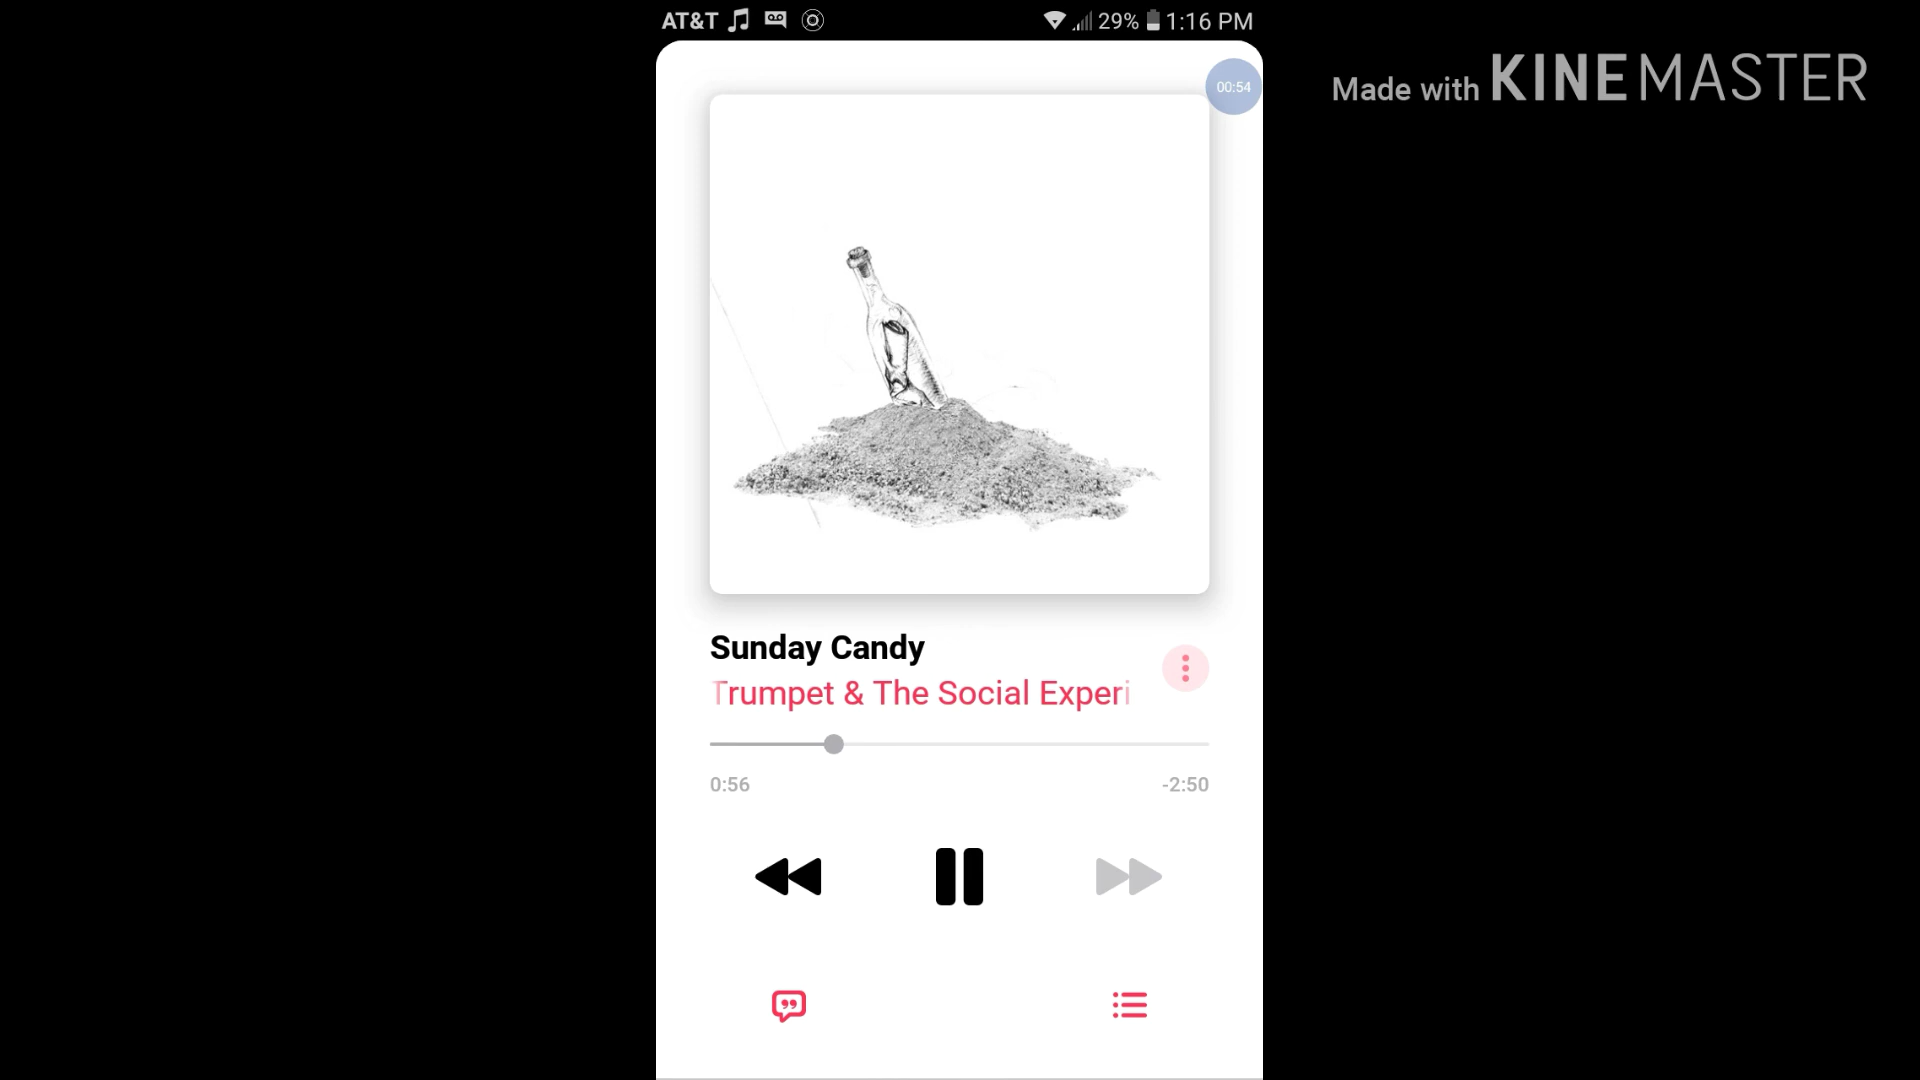 AT&T 29% 1:16 PM
Made with KINEMASTER
00:54
Sunday Candy
Trumpet & The Social Experi
0:56 -2:50